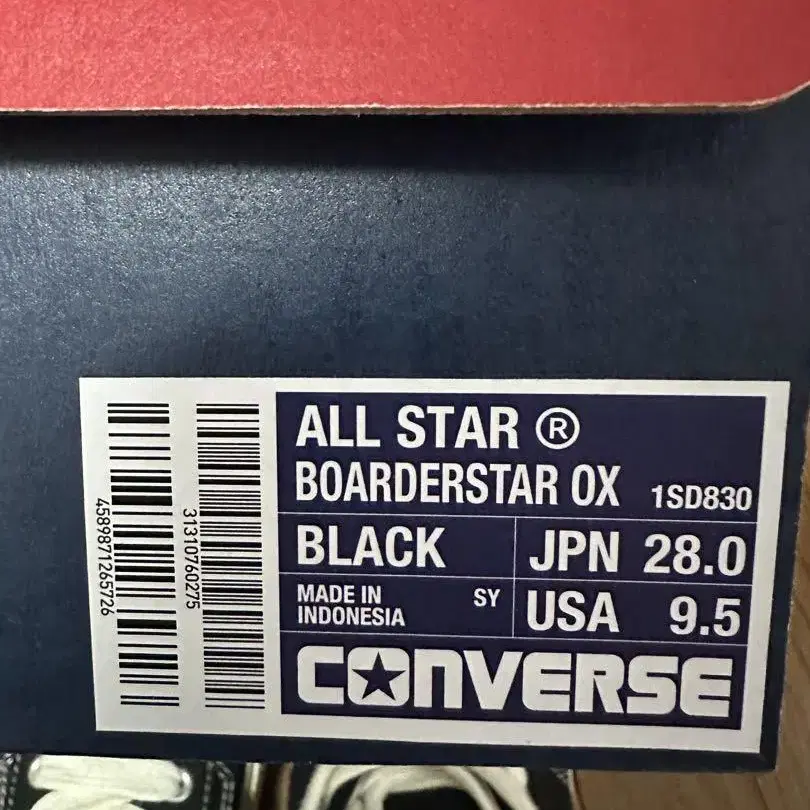 ALL STAR ®
BOARDERSTAR OX 1SD830
BLACK JPN 28.0
MADE IN
INDONESIA
SY USA 9.5
CONVERSE
4589871265726
31310760275